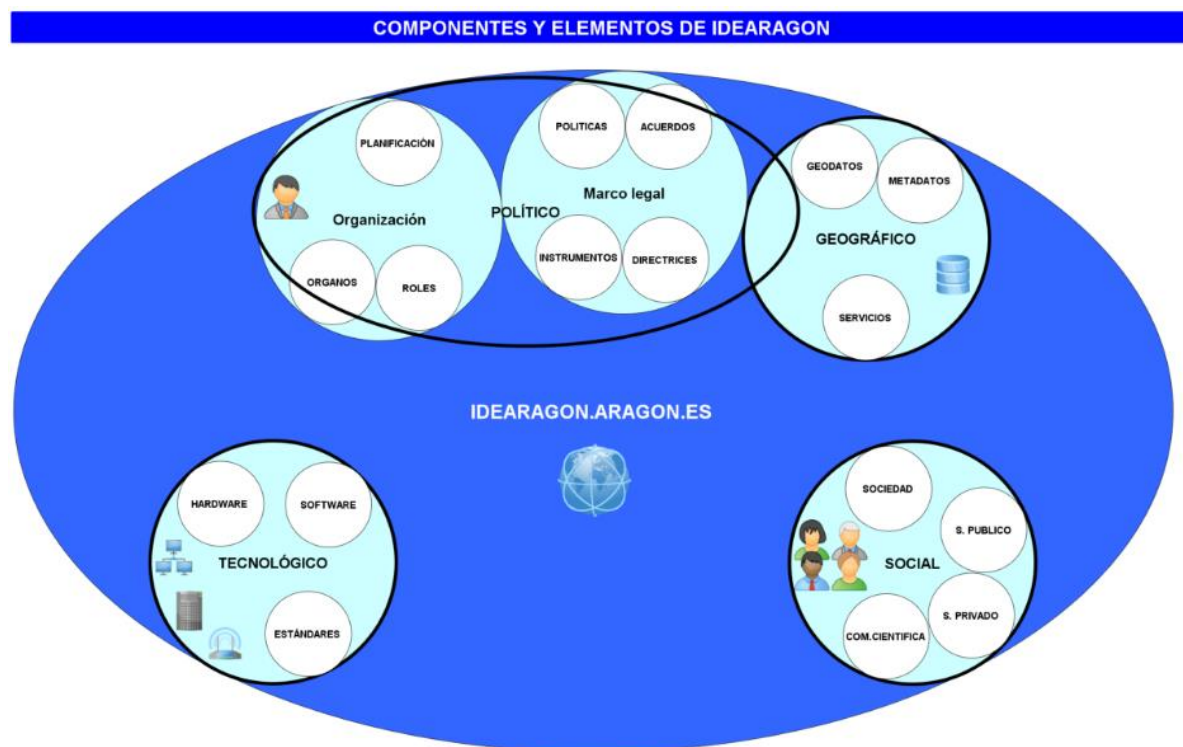 COMPONENTES Y ELEMENTOS DE IDEARAGON
PLANIFICACIÓN
Organización
ORGANOS
ROLES
POLÍTICO
POLITICAS
ACUERDOS
Marco legal
INSTRUMENTOS
DIRECTRICES
GEODATOS
METADATOS
GEOGRÁFICO
SERVICIOS
IDEARAGON.ARAGON.ES
HARDWARE
SOFTWARE
TECNOLÓGICO
ESTÁNDARES
SOCIEDAD
S. PUBLICO
SOCIAL
S. PRIVADO
COM.CIENTIFICA